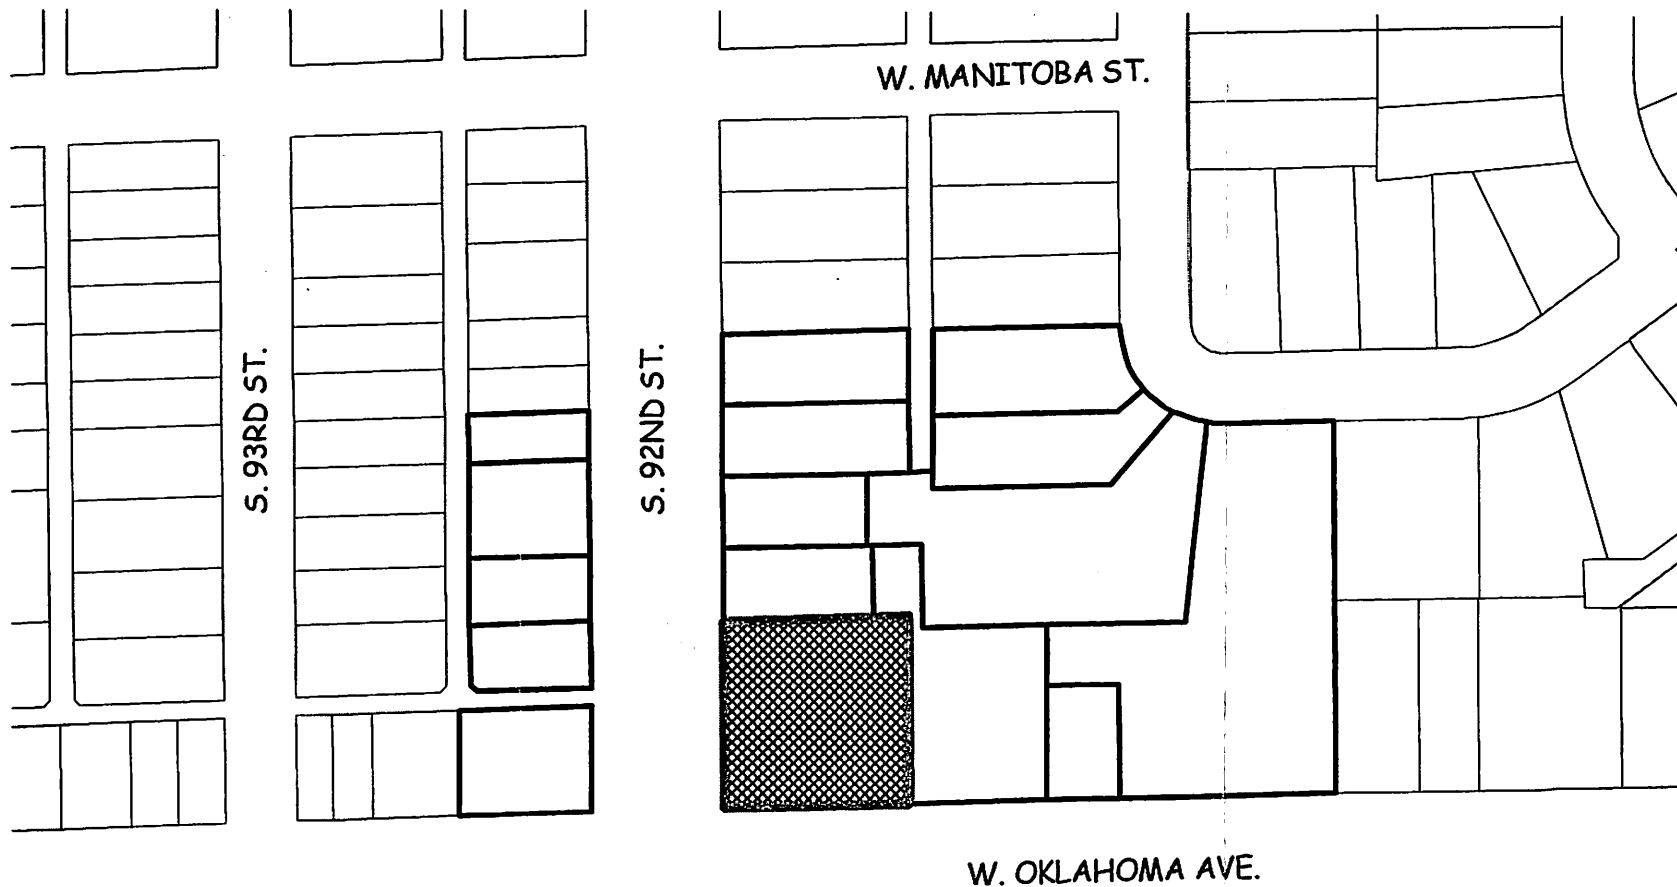 W. MANITOBA ST.
S. 93RD ST.
S. 92ND ST.
W. OKLAHOMA AVE.